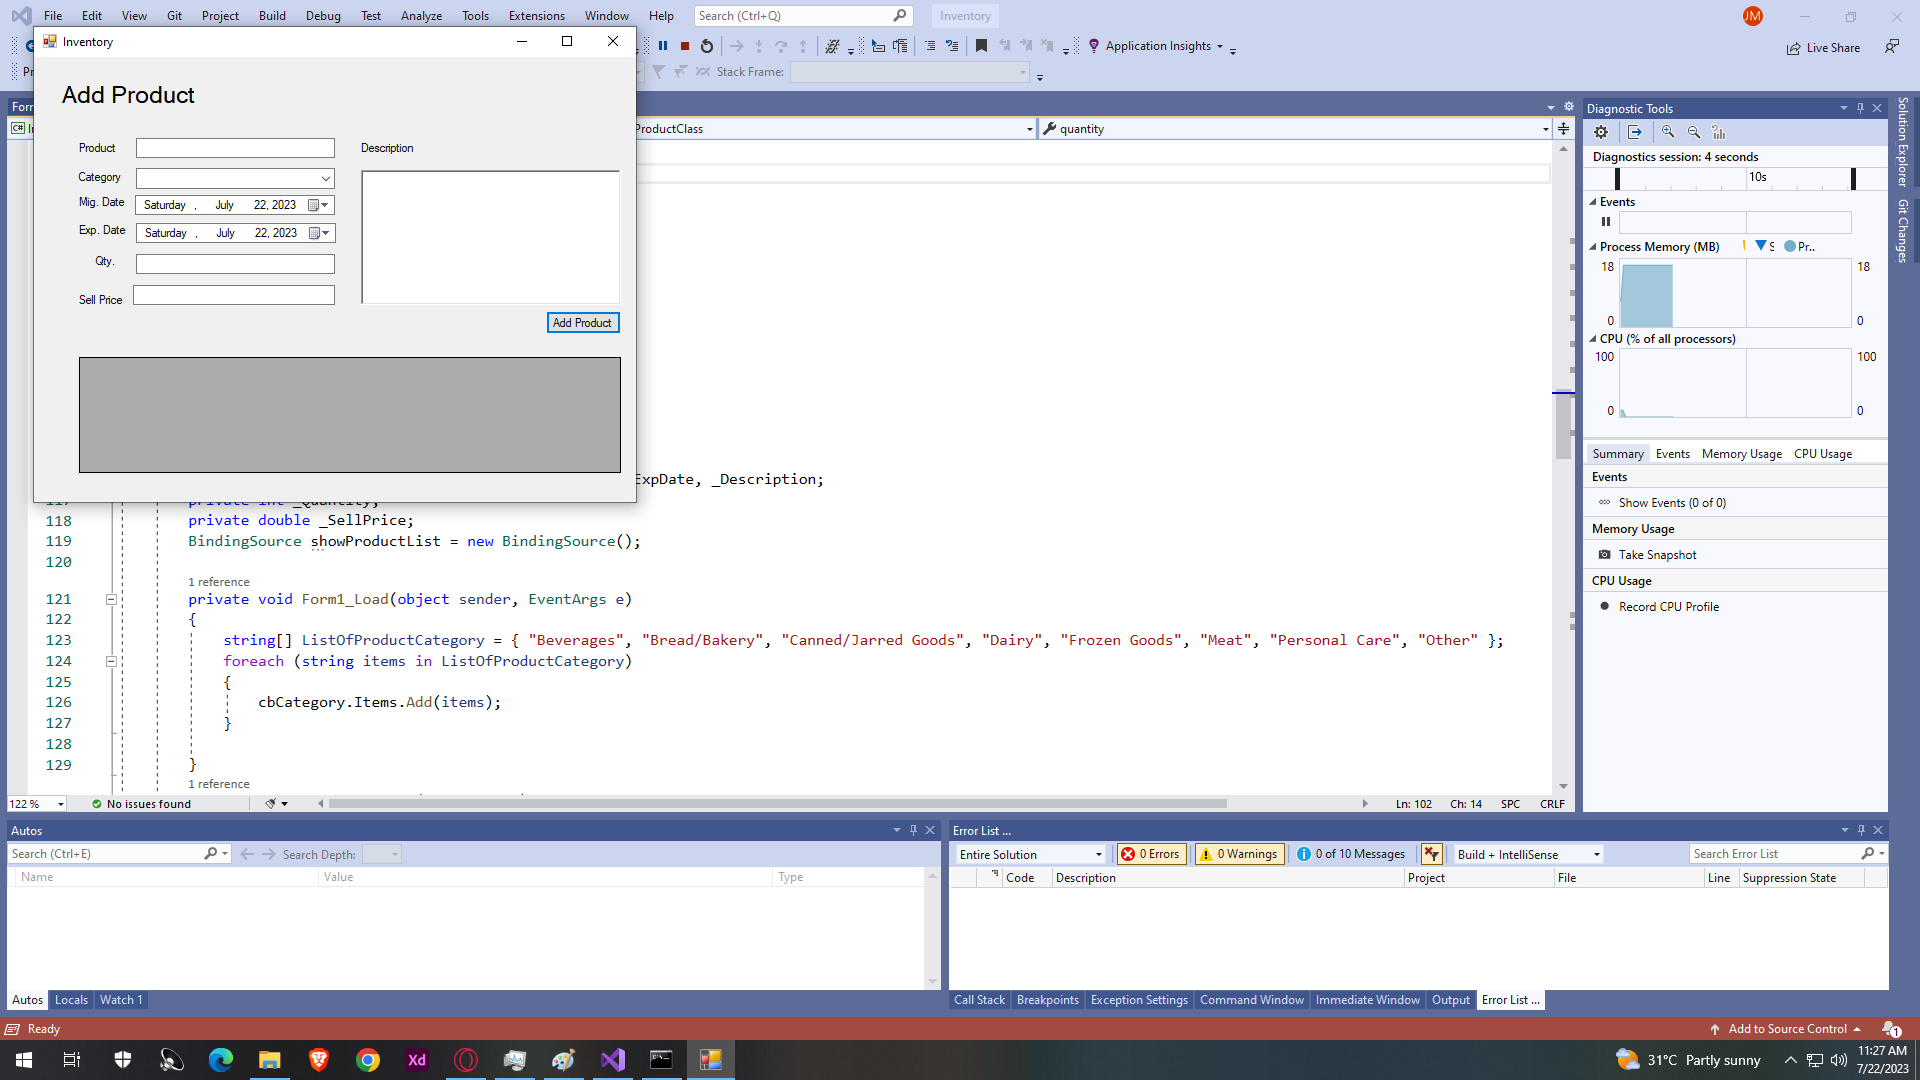 File Edit View Git Project Build Debug Test Analyze Tools Extensions Window Help Search (Ctrl+Q) Inventory JM
Inventory
Application Insights
Live Share
Stack Frame:
Add Product
ProductClass
quantity
Product
Description
Category
Mig. Date Saturday , July 22, 2023
Exp. Date Saturday , July 22, 2023
Qty.
Sell Price
Add Product
ExpDate, _Description;
117 private int _Quantity;
118 private double _SellPrice;
119 BindingSource showProductList = new BindingSource();
120
1 reference
121 private void Form1_Load(object sender, EventArgs e)
122 {
123 string[] ListOfProductCategory = { "Beverages", "Bread/Bakery", "Canned/Jarred Goods", "Dairy", "Frozen Goods", "Meat", "Personal Care", "Other" };
124 foreach (string items in ListOfProductCategory)
125 {
126 cbCategory.Items.Add(items);
127 }
128
129 }
1 reference
122 % No issues found Ln: 102 Ch: 14 SPC CRLF
Diagnostic Tools
Diagnostics session: 4 seconds
10s
Events
Process Memory (MB) S Pr...
18 18
0 0
CPU (% of all processors)
100 100
0 0
Summary Events Memory Usage CPU Usage
Events
Show Events (0 of 0)
Memory Usage
Take Snapshot
CPU Usage
Record CPU Profile
Solution Explorer
Git Changes
Autos
Search (Ctrl+E) Search Depth:
Name Value Type
Autos Locals Watch 1
Error List ...
Entire Solution 0 Errors 0 Warnings 0 of 10 Messages Build + IntelliSense Search Error List
Code Description Project File Line Suppression State
Call Stack Breakpoints Exception Settings Command Window Immediate Window Output Error List ...
Ready Add to Source Control 1
Xd 31°C Partly sunny 11:27 AM
7/22/2023